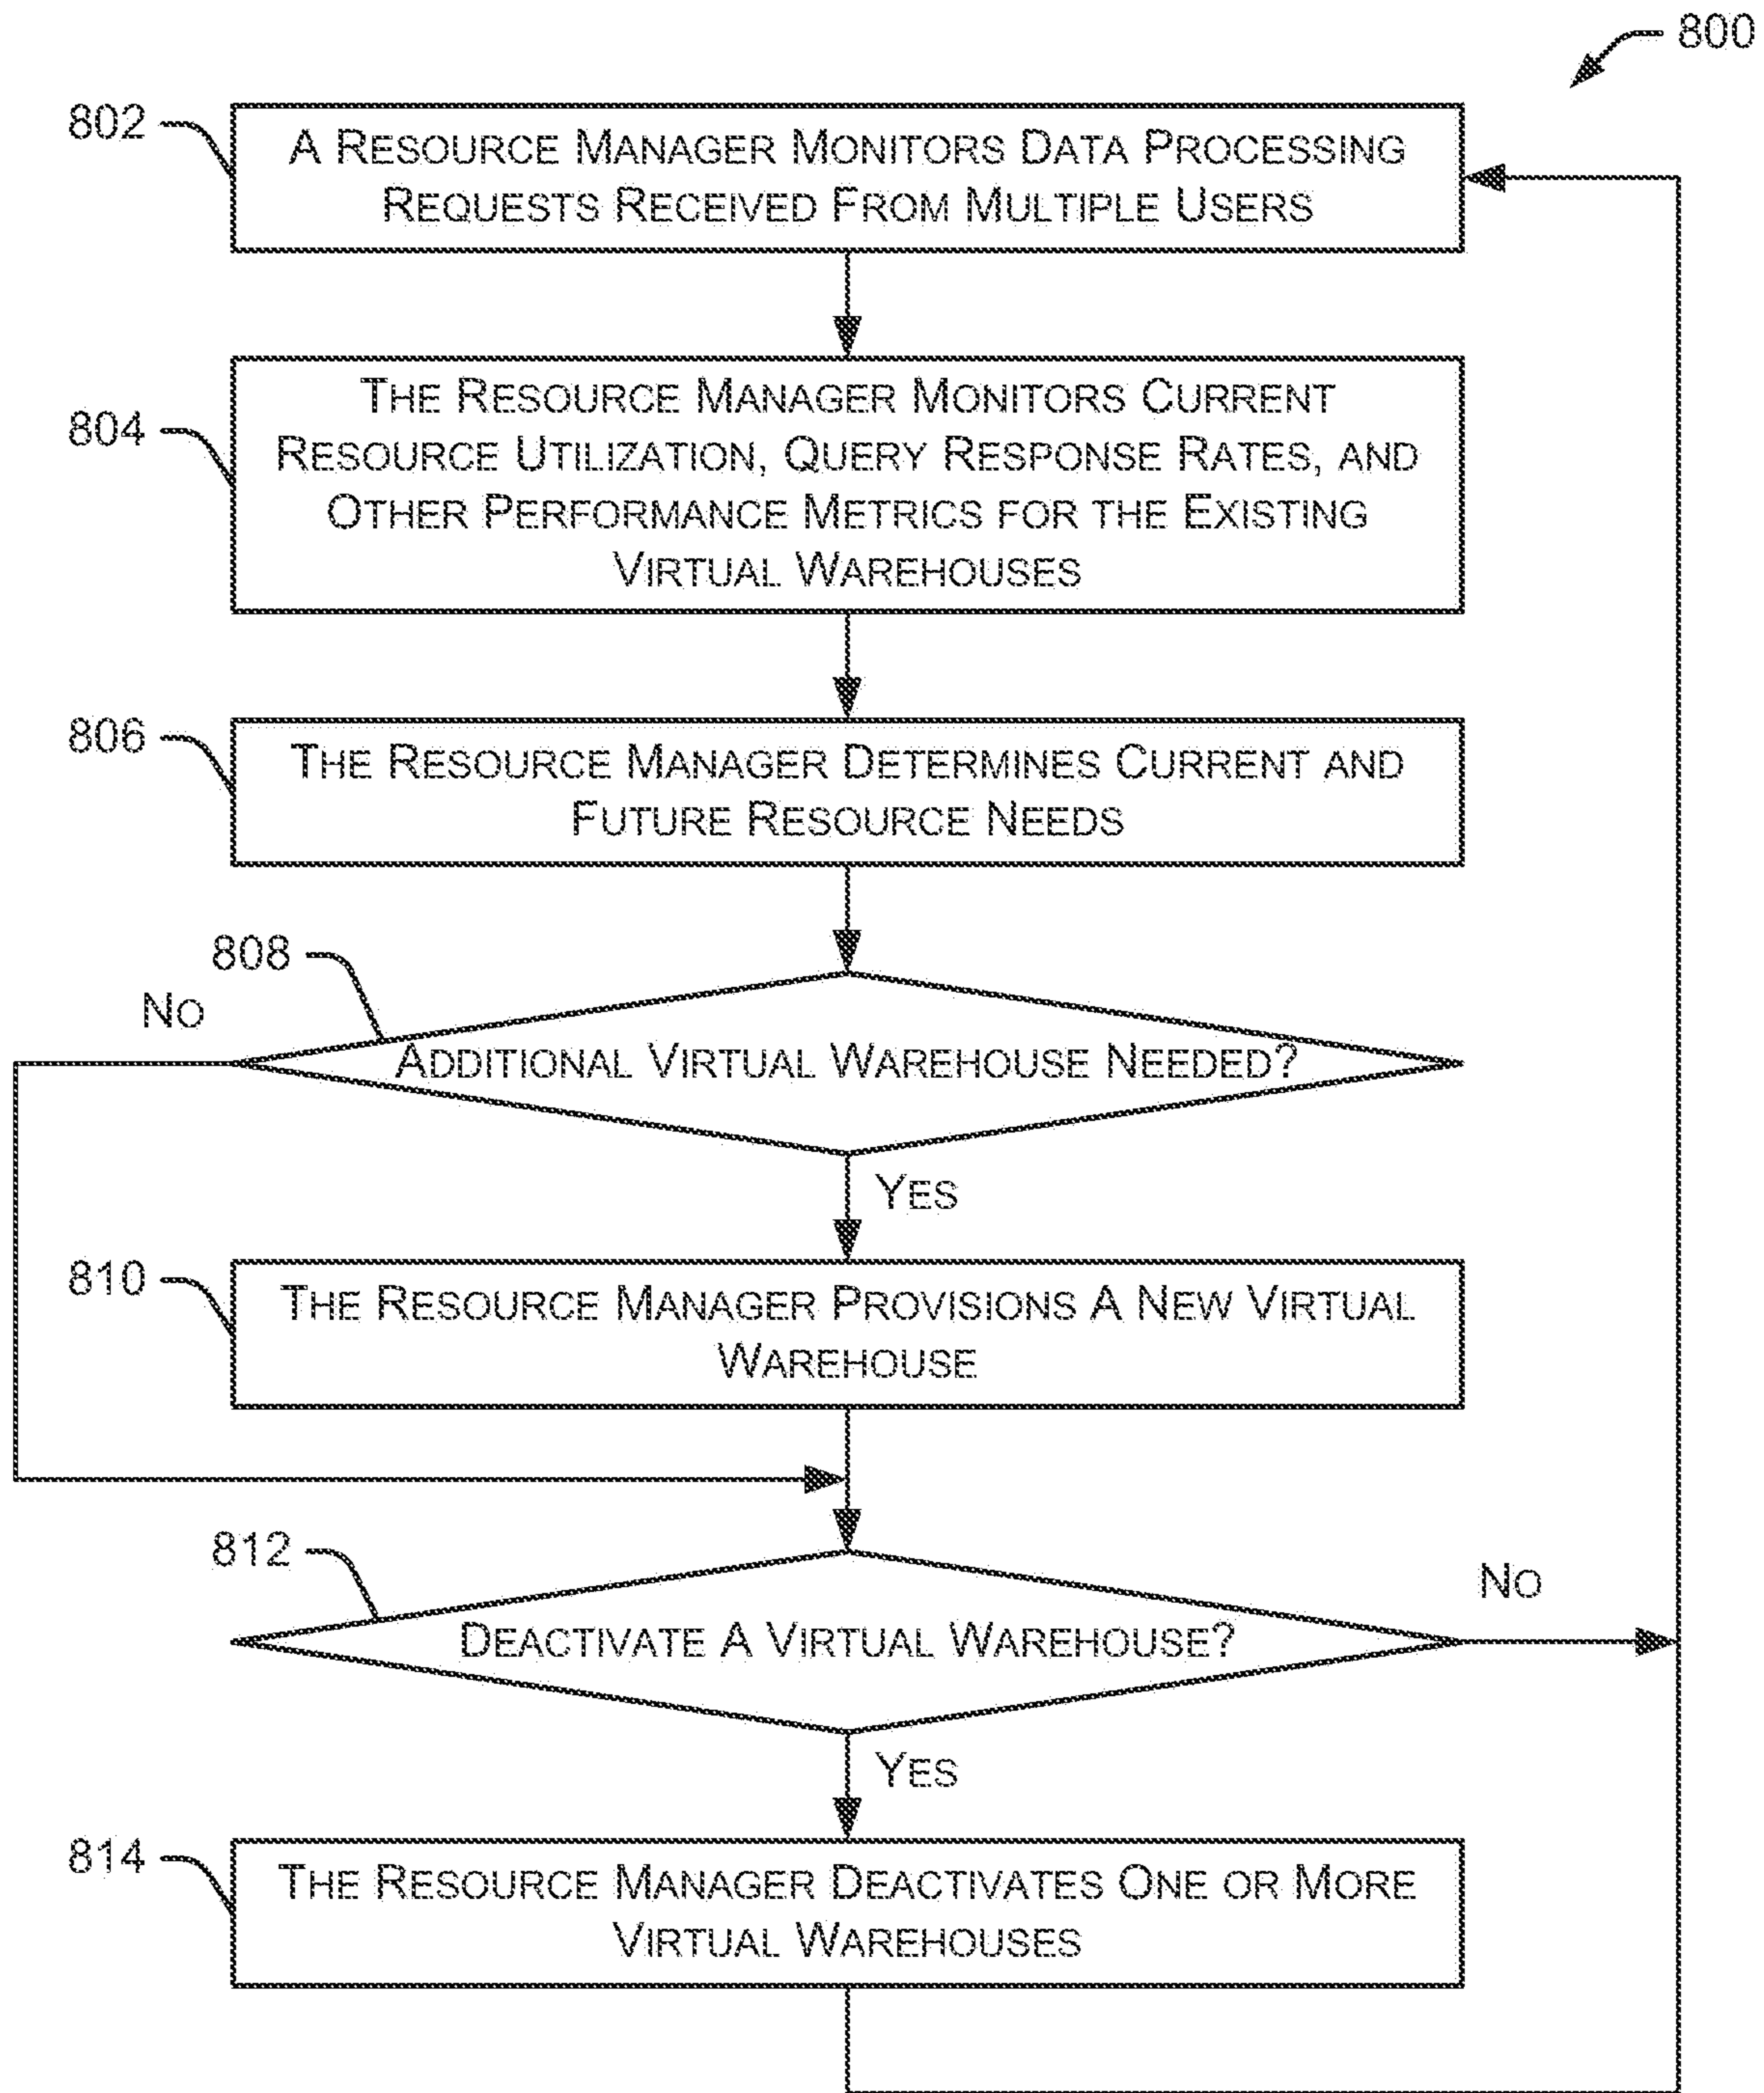 800
802
A RESOURCE MANAGER MONITORS DATA PROCESSING
REQUESTS RECEIVED FROM MULTIPLE USERS
804
THE RESOURCE MANAGER MONITORS CURRENT
RESOURCE UTILIZATION, QUERY RESPONSE RATES, AND
OTHER PERFORMANCE METRICS FOR THE EXISTING
VIRTUAL WAREHOUSES
806
THE RESOURCE MANAGER DETERMINES CURRENT AND
FUTURE RESOURCE NEEDS
808
NO
ADDITIONAL VIRTUAL WAREHOUSE NEEDED?
YES
810
THE RESOURCE MANAGER PROVISIONS A NEW VIRTUAL
WAREHOUSE
812
NO
DEACTIVATE A VIRTUAL WAREHOUSE?
YES
814
THE RESOURCE MANAGER DEACTIVATES ONE OR MORE
VIRTUAL WAREHOUSES